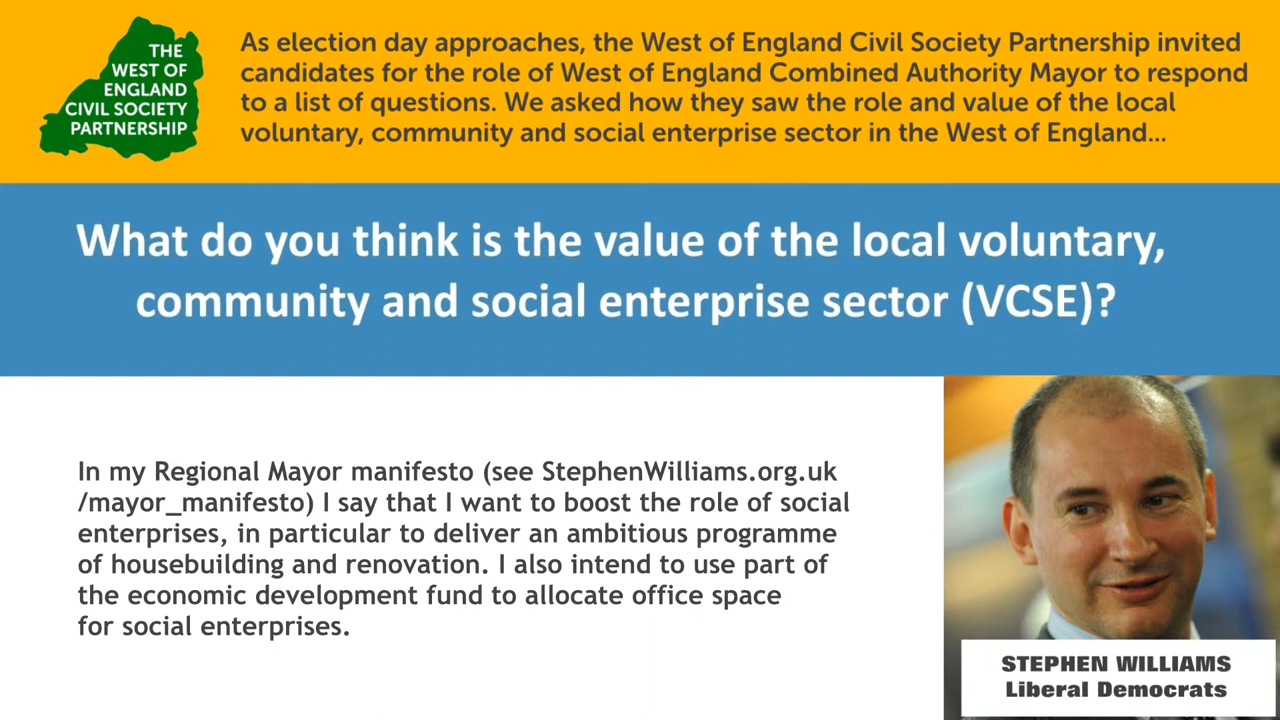 THE
WEST OF
ENGLAND
CIVIL SOCIETY
PARTNERSHIP
As election day approaches, the West of England Civil Society Partnership invited
candidates for the role of West of England Combined Authority Mayor to respond
to a list of questions. We asked how they saw the role and value of the local
voluntary, community and social enterprise sector in the West of England...
What do you think is the value of the local voluntary,
community and social enterprise sector (VCSE)?
In my Regional Mayor manifesto (see StephenWilliams.org.uk
/mayor_manifesto) I say that I want to boost the role of social
enterprises, in particular to deliver an ambitious programme
of housebuilding and renovation. I also intend to use part of
the economic development fund to allocate office space
for social enterprises.
STEPHEN WILLIAMS
Liberal Democrats